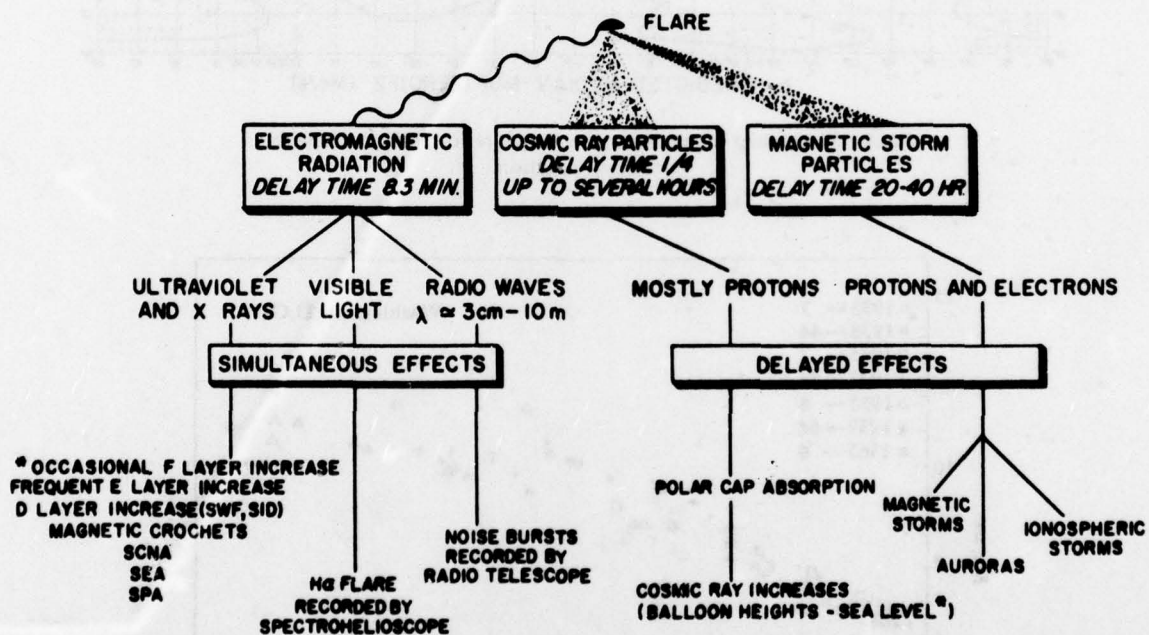 FLARE
ELECTROMAGNETIC
RADIATION
DELAY TIME 8.3 MIN.
COSMIC RAY PARTICLES
DELAY TIME 1/4
UP TO SEVERAL HOURS
MAGNETIC STORM
PARTICLES
DELAY TIME 20-40 HR.
ULTRAVIOLET
AND X RAYS
VISIBLE
LIGHT
RADIO WAVES
λ ≃ 3cm – 10 m
MOSTLY PROTONS
PROTONS AND ELECTRONS
SIMULTANEOUS EFFECTS
DELAYED EFFECTS
*OCCASIONAL F LAYER INCREASE
FREQUENT E LAYER INCREASE
D LAYER INCREASE (SWF, SID)
MAGNETIC CROCHETS
SCNA
SEA
SPA
Hα FLARE
RECORDED BY
SPECTROHELIOSCOPE
NOISE BURSTS
RECORDED BY
RADIO TELESCOPE
POLAR CAP ABSORPTION
COSMIC RAY INCREASES
(BALLOON HEIGHTS - SEA LEVEL*)
MAGNETIC
STORMS
AURORAS
IONOSPHERIC
STORMS